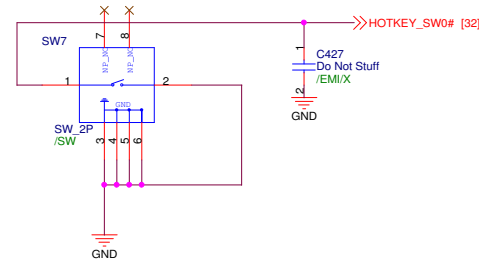 HOTKEY_SW0# [32]
7
8
SW7
NP_NC
NP_NC
1
C427
Do Not Stuff
/EMI/X
1
2
2
GND
GND
SW_2P
/SW
3
4
5
6
GND